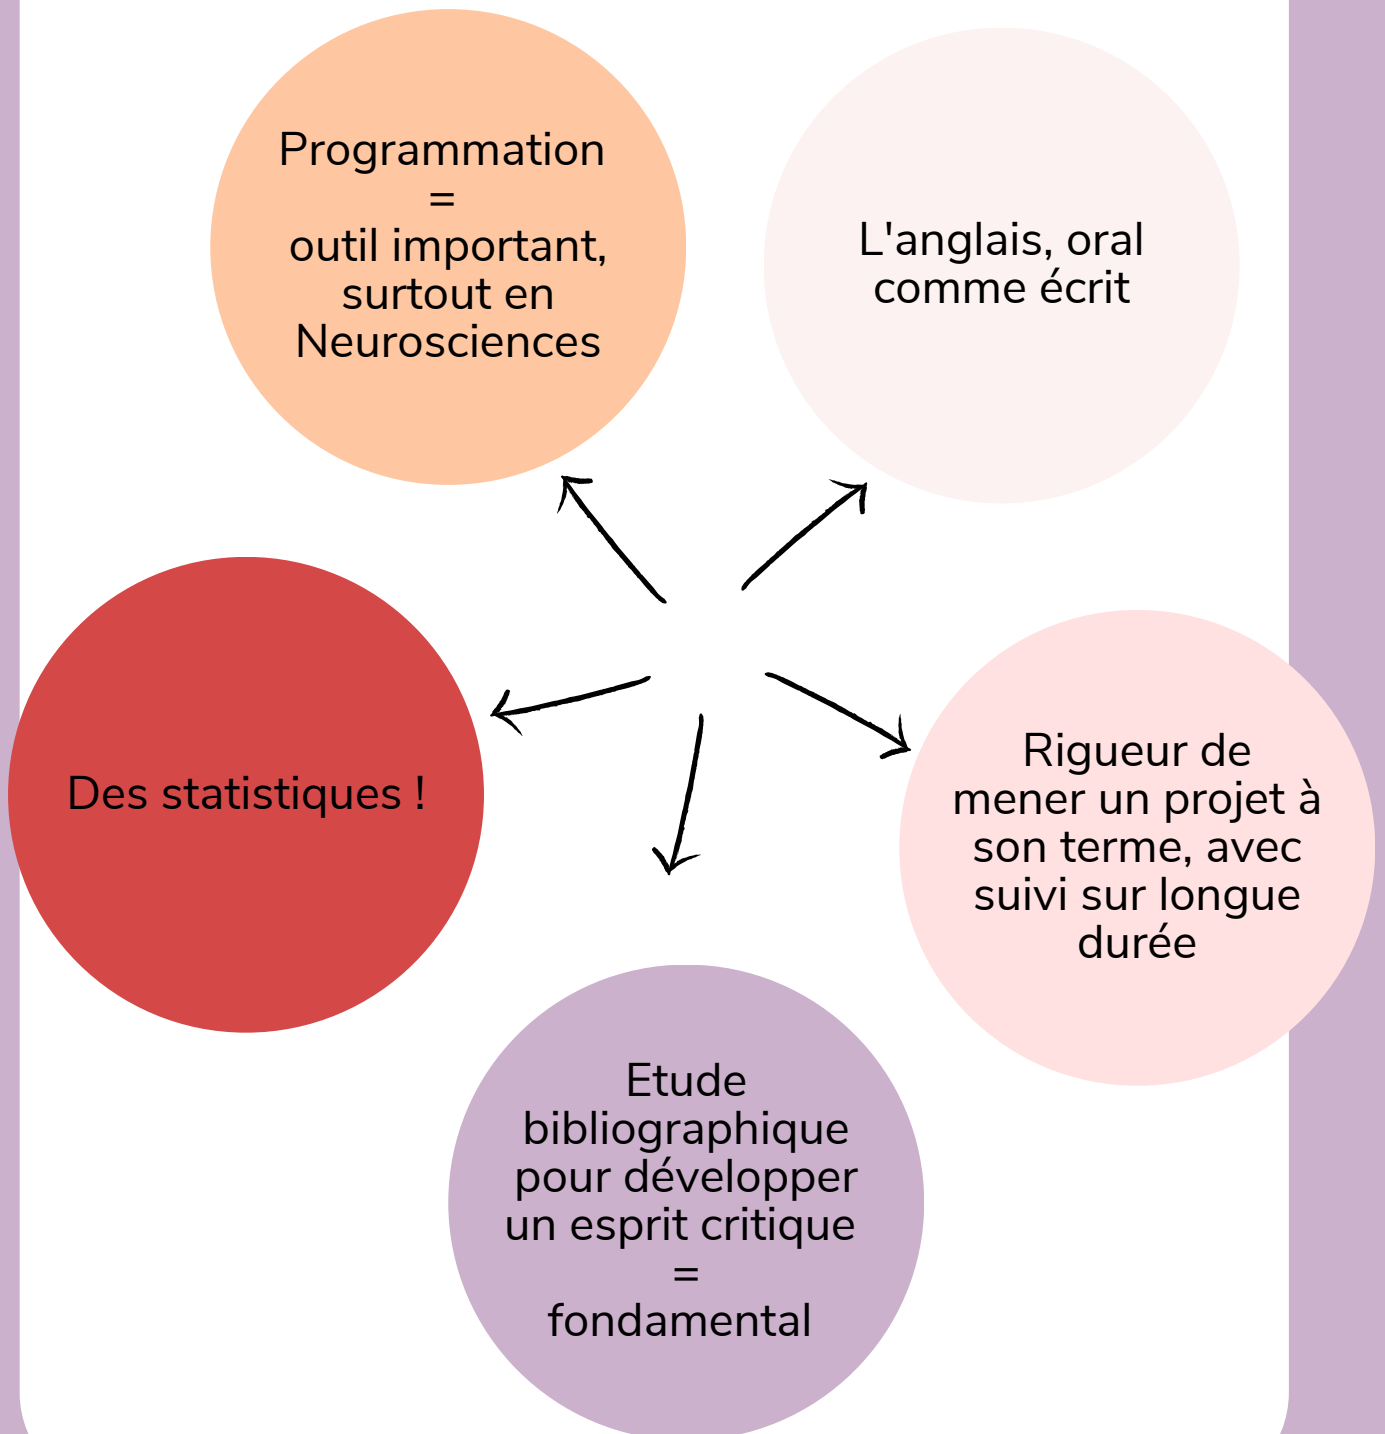 Programmation
=
outil important,
surtout en
Neurosciences
L'anglais, oral
comme écrit
Des statistiques !
Rigueur de
mener un projet à
son terme, avec
suivi sur longue
durée
Etude
bibliographique
pour développer
un esprit critique
=
fondamental